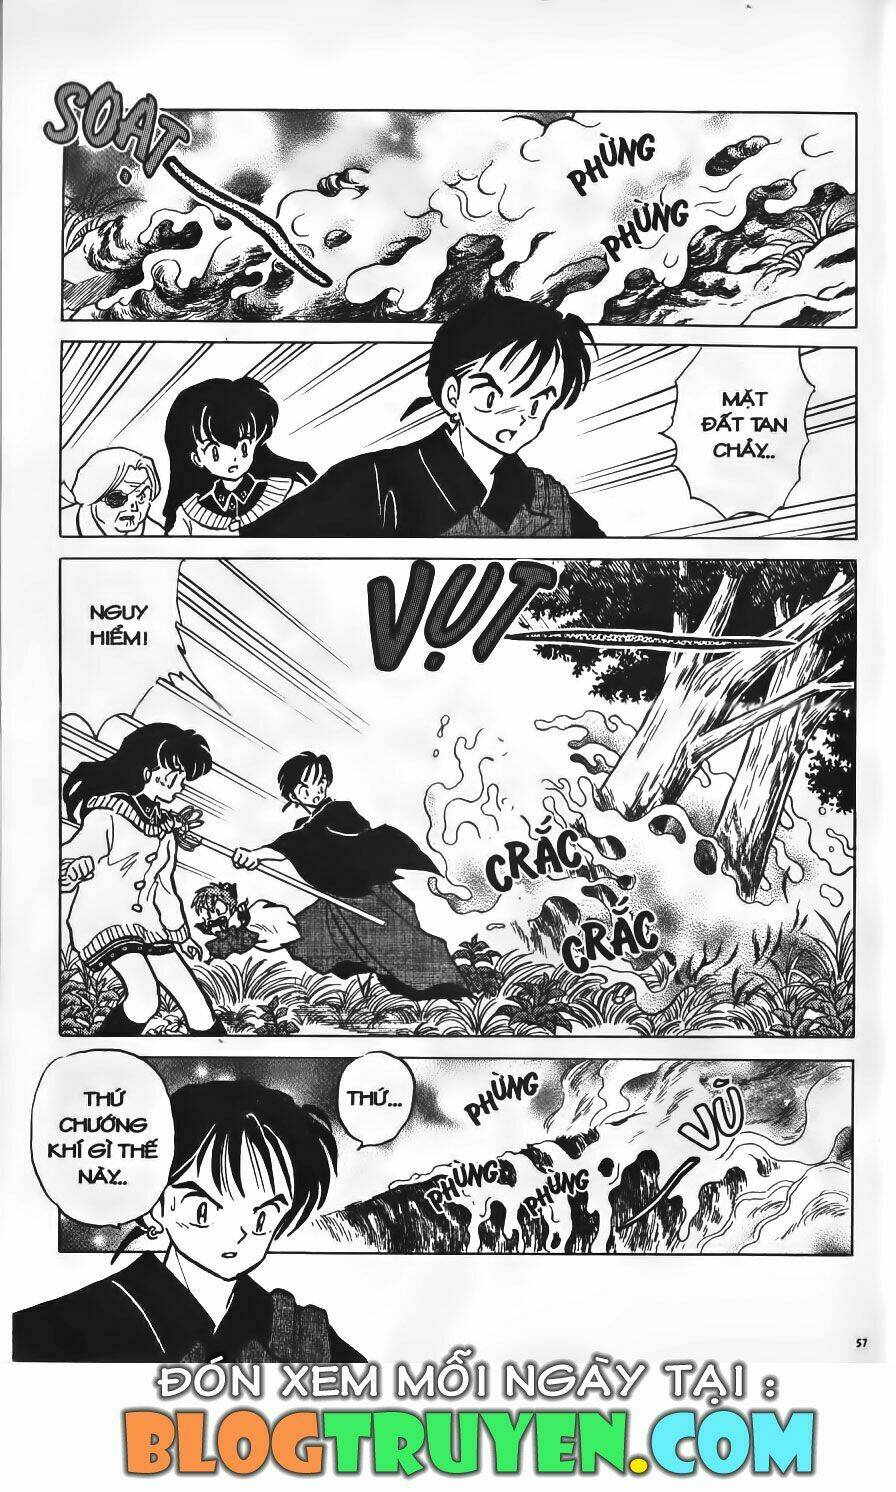 SOẠT
PHÙNG
PHÙNG
MẶT
ĐẤT TAN
CHẢY...
VỤT
NGUY
HIỂM!
CRẮC
CRẮC
THỨ...
THỨ
CHƯỚNG
KHÍ GÌ THẾ
NÀY...
PHÙNG
VÙ
PHÙNG
PHÙNG
57
ĐÓN XEM MỖI NGÀY TẠI :
BLOGTRUYEN.COM